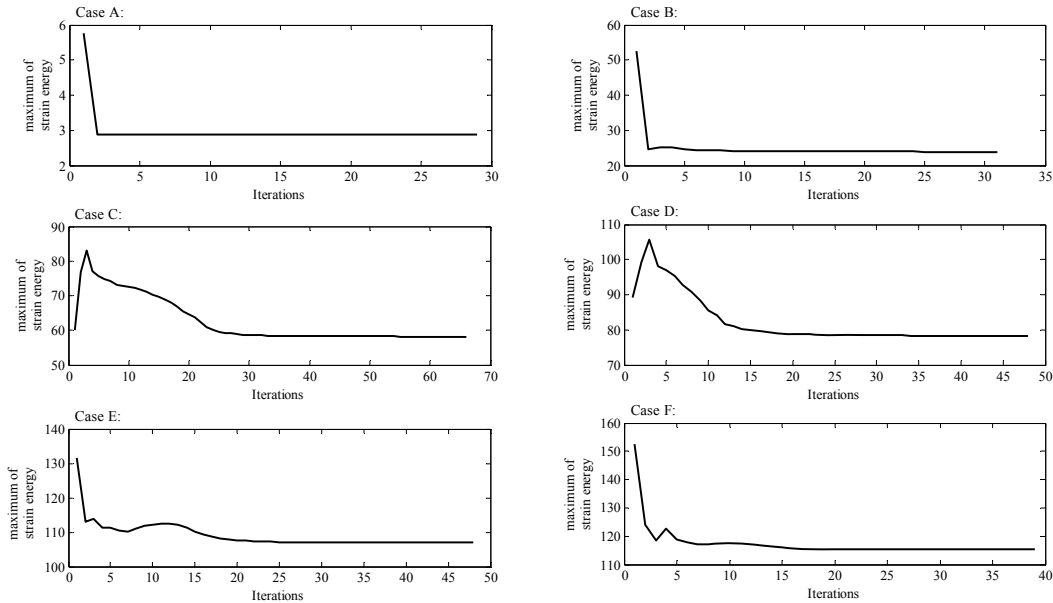 Case A:
6
5
4
3
2
maximum of
strain energy
0 5 10 15 20 25 30
Iterations
Case B:
60
50
40
30
20
maximum of
strain energy
0 5 10 15 20 25 30 35
Iterations
Case C:
90
80
70
60
50
maximum of
strain energy
0 10 20 30 40 50 60 70
Iterations
Case D:
110
100
90
80
70
maximum of
strain energy
0 5 10 15 20 25 30 35 40 45 50
Iterations
Case E:
140
130
120
110
100
maximum of
strain energy
0 5 10 15 20 25 30 35 40 45 50
Iterations
Case F:
160
150
140
130
120
110
maximum of
strain energy
0 5 10 15 20 25 30 35 40
Iterations